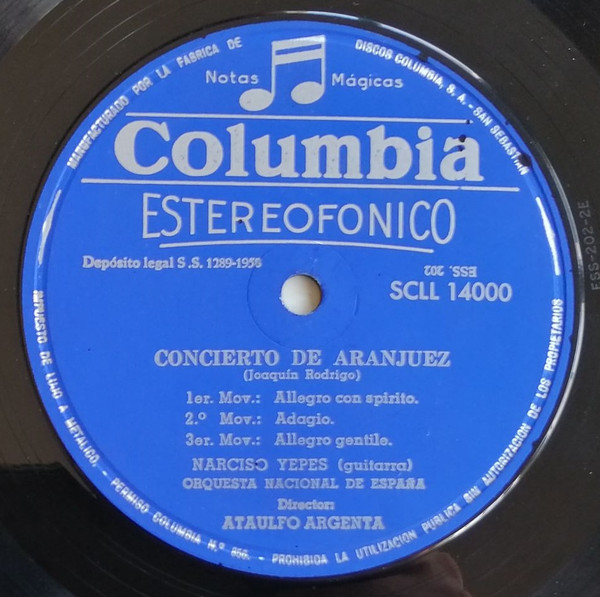 MANUFACTURADO POR LA FABRICA DE DISCOS COLUMBIA, S. A. - SAN SEBASTIAN
Notas Mágicas
Columbia
ESTEREOFONICO
Depósito legal S.S. 1289-1958
ESS. 202
SCLL 14000
CONCIERTO DE ARANJUEZ
(Joaquín Rodrigo)
1er. Mov.: Allegro con spirito.
2.º Mov.: Adagio.
3er. Mov.: Allegro gentile.
NARCISO YEPES (guitarra)
ORQUESTA NACIONAL DE ESPAÑA
Director:
ATAULFO ARGENTA
IMPUESTO DE LUJO A METALICO. - PERMISO COLUMBIA N.º 856. - PROHIBIDA LA UTILIZACION PUBLICA SIN AUTORIZACION DE LOS PROPIETARIOS
ESS-202-2E